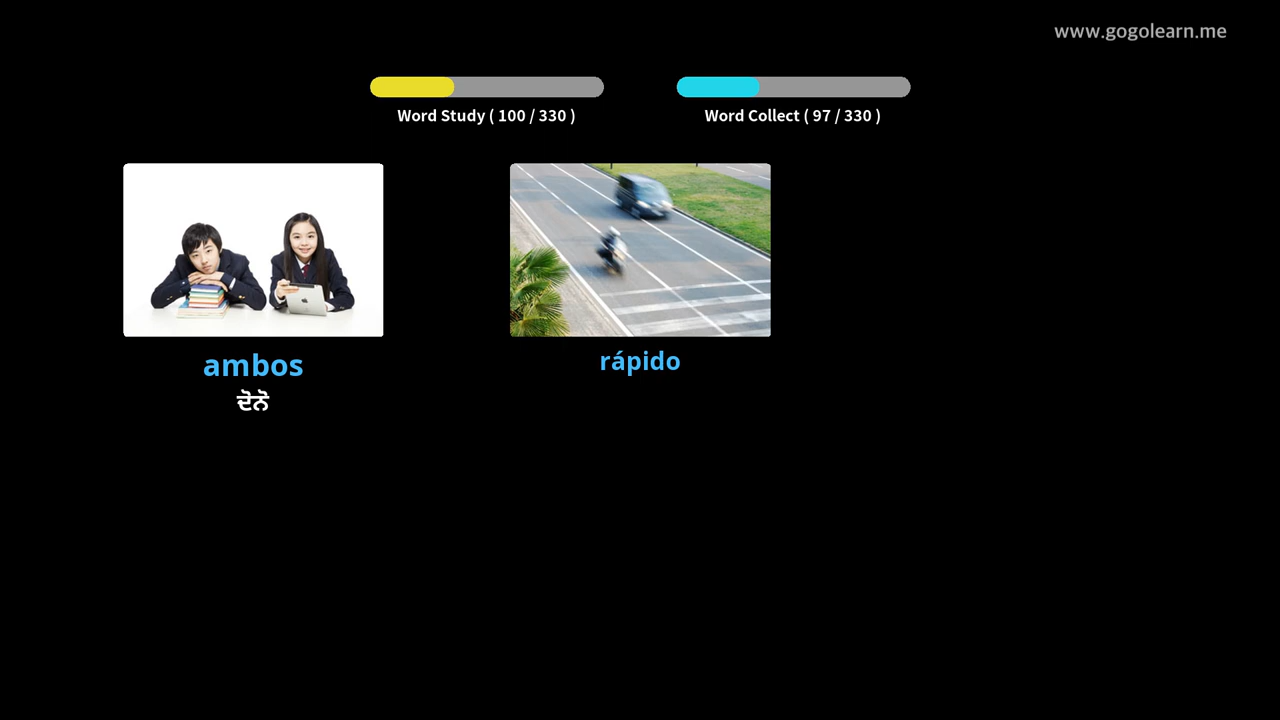 www.gogolearn.me
Word Study ( 100 / 330 )
Word Collect ( 97 / 330 )
ambos
ਦੋਨੋ
rápido